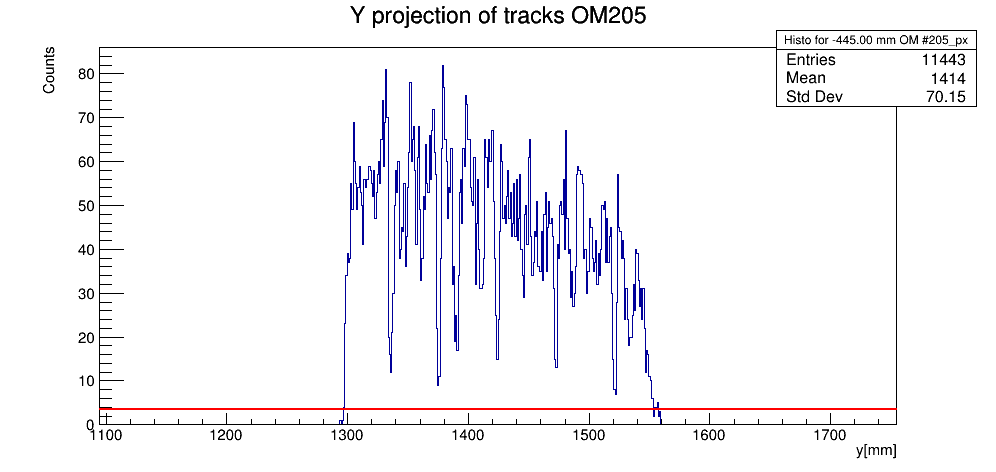 Y projection of tracks OM205
Histo for -445.00 mm OM #205_px
Entries 11443
Mean 1414
Std Dev 70.15
Counts
80
70
60
50
40
30
20
10
0
1100 1200 1300 1400 1500 1600 1700
y[mm]